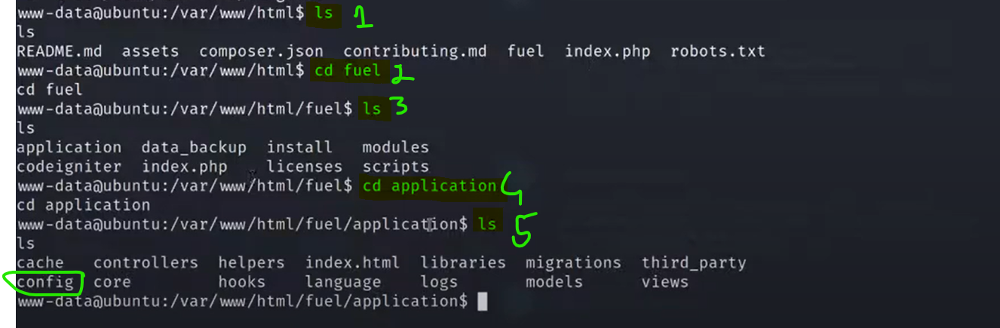 www-data@ubuntu:/var/www/html$ ls 1
ls
README.md assets composer.json contributing.md fuel index.php robots.txt
www-data@ubuntu:/var/www/html$ cd fuel 2
cd fuel
www-data@ubuntu:/var/www/html/fuel$ ls 3
ls
application data_backup install modules
codeigniter index.php licenses scripts
www-data@ubuntu:/var/www/html/fuel$ cd application 4
cd application
www-data@ubuntu:/var/www/html/fuel/application$ ls 5
ls
cache controllers helpers index.html libraries migrations third_party
config core hooks language logs models views
www-data@ubuntu:/var/www/html/fuel/application$